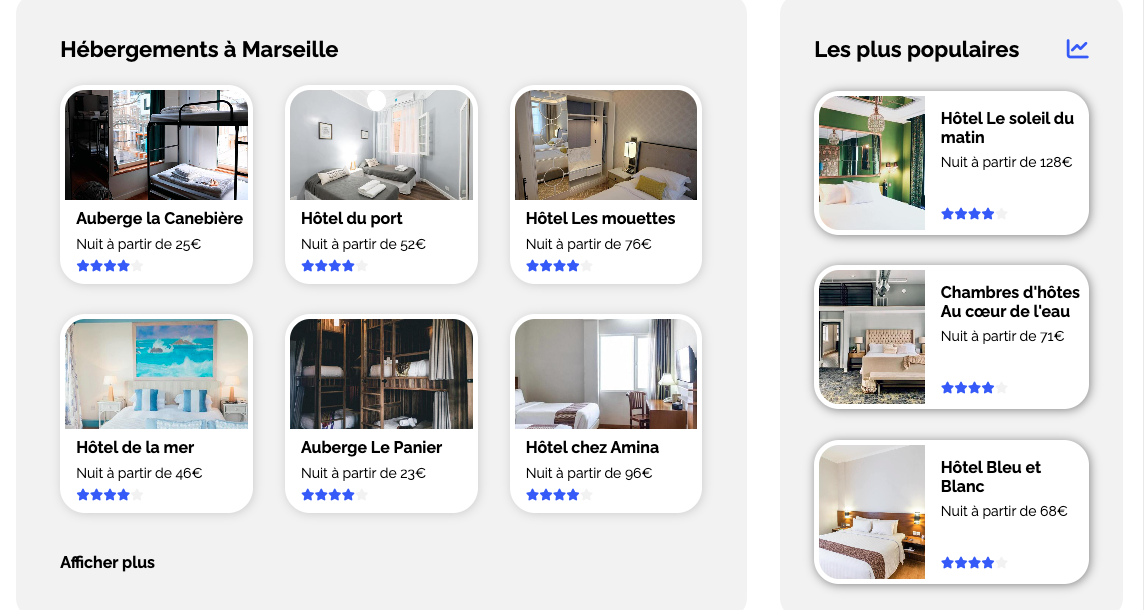 Hébergements à Marseille
Auberge la Canebière
Nuit à partir de 25€
Hôtel du port
Nuit à partir de 52€
Hôtel Les mouettes
Nuit à partir de 76€
Hôtel de la mer
Nuit à partir de 46€
Auberge Le Panier
Nuit à partir de 23€
Hôtel chez Amina
Nuit à partir de 96€
Afficher plus
Les plus populaires
Hôtel Le soleil du
matin
Nuit à partir de 128€
Chambres d'hôtes
Au cœur de l'eau
Nuit à partir de 71€
Hôtel Bleu et
Blanc
Nuit à partir de 68€